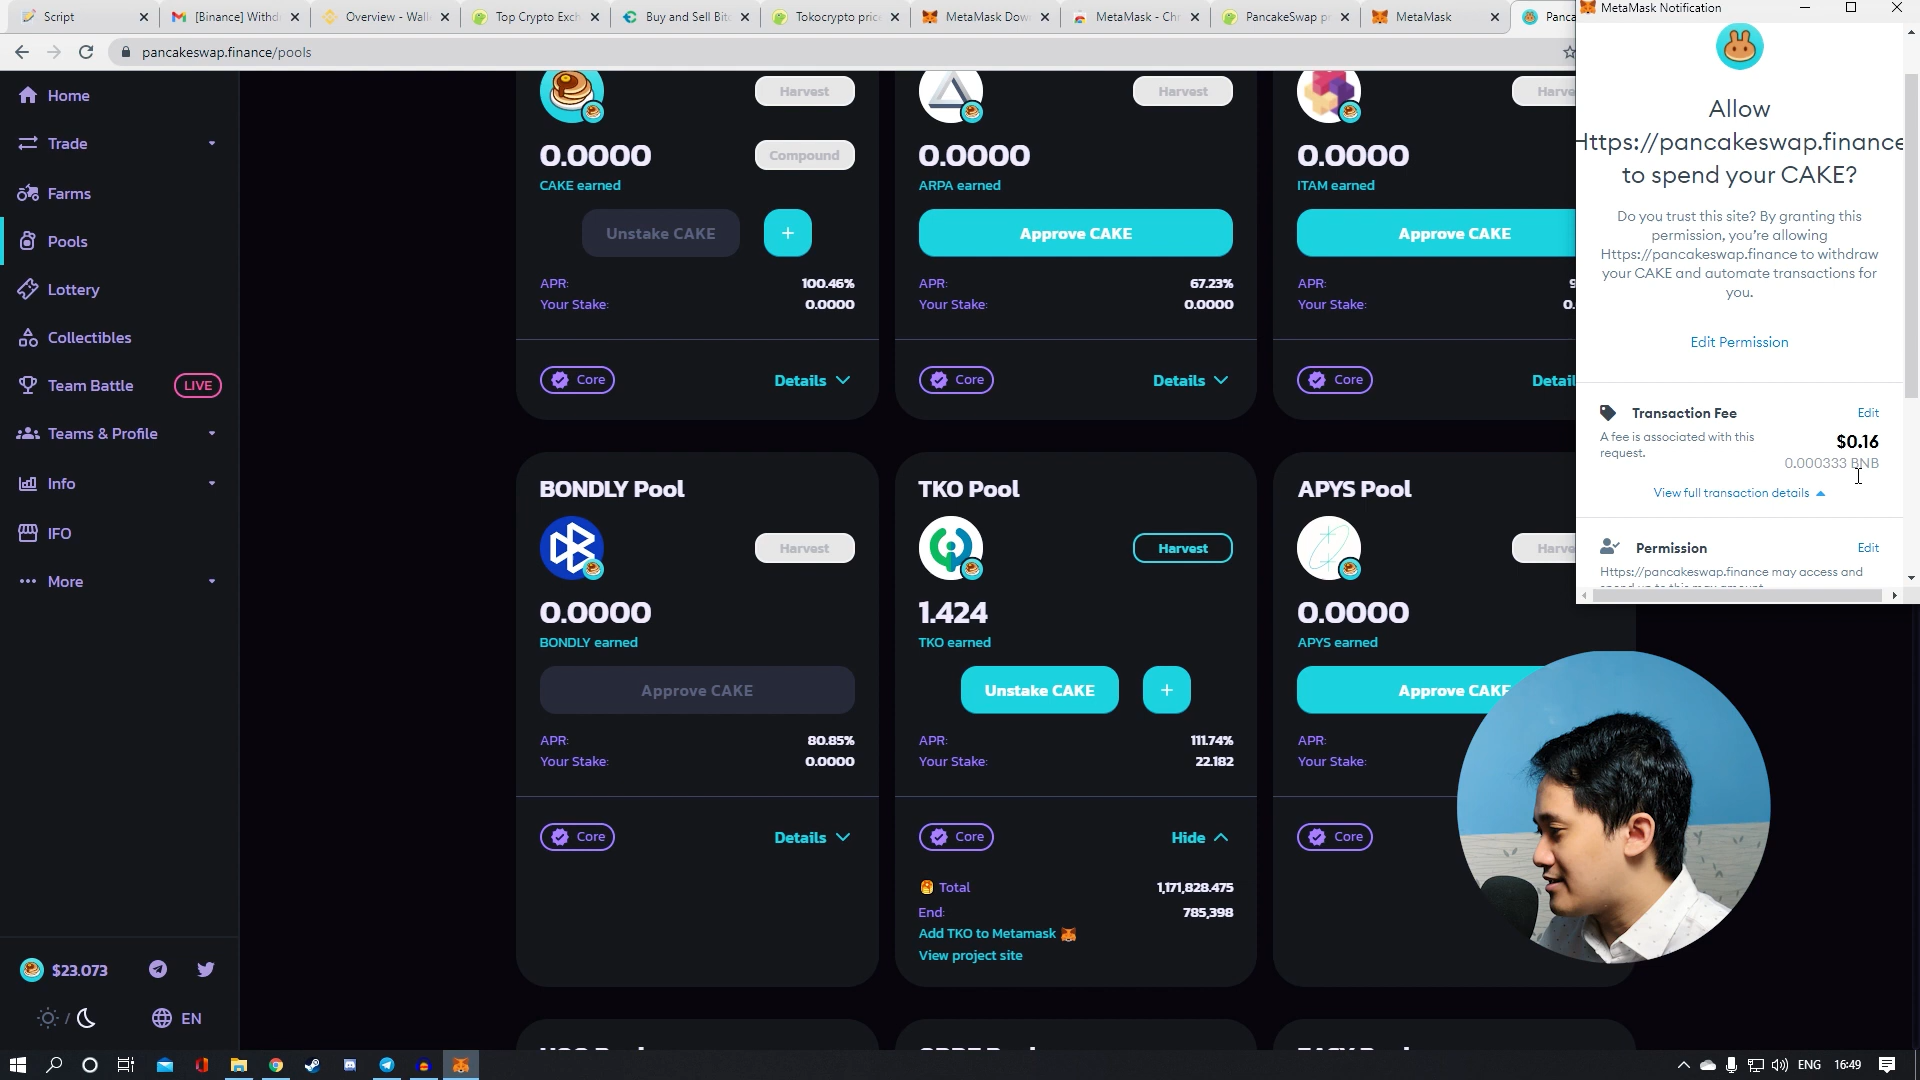 Script
[Binance] Withd
Overview - Wall
Top Crypto Exch
Buy and Sell Bit
Tokocrypto pric
MetaMask Dow
MetaMask - Chr
PancakeSwap pr
MetaMask
Panca
pancakeswap.finance/pools
Home
Trade
Farms
Pools
Lottery
Collectibles
Team Battle LIVE
Teams & Profile
Info
IFO
More
$23.073
/
EN
Harvest
0.0000
Compound
CAKE earned
Unstake CAKE
+
APR: 100.46%
Your Stake: 0.0000
Core
Details
Harvest
0.0000
ARPA earned
Approve CAKE
APR: 67.23%
Your Stake: 0.0000
Core
Details
Harve
0.0000
ITAM earned
Approve CAKE
APR: 9
Your Stake: 0.
Core
Detail
BONDLY Pool
Harvest
0.0000
BONDLY earned
Approve CAKE
APR: 80.85%
Your Stake: 0.0000
Core
Details
TKO Pool
Harvest
1.424
TKO earned
Unstake CAKE
+
APR: 111.74%
Your Stake: 22.182
Core
Hide
Total 1,171,828.475
End: 785,398
Add TKO to Metamask
View project site
APYS Pool
Harve
0.0000
APYS earned
Approve CAKE
APR:
Your Stake:
Core
MetaMask Notification
Allow
Https://pancakeswap.finance
to spend your CAKE?
Do you trust this site? By granting this
permission, you're allowing
Https://pancakeswap.finance to withdraw
your CAKE and automate transactions for
you.
Edit Permission
Transaction Fee Edit
A fee is associated with this
request.
$0.16
0.000333 BNB
View full transaction details
Permission Edit
Https://pancakeswap.finance may access and
ENG 16:49